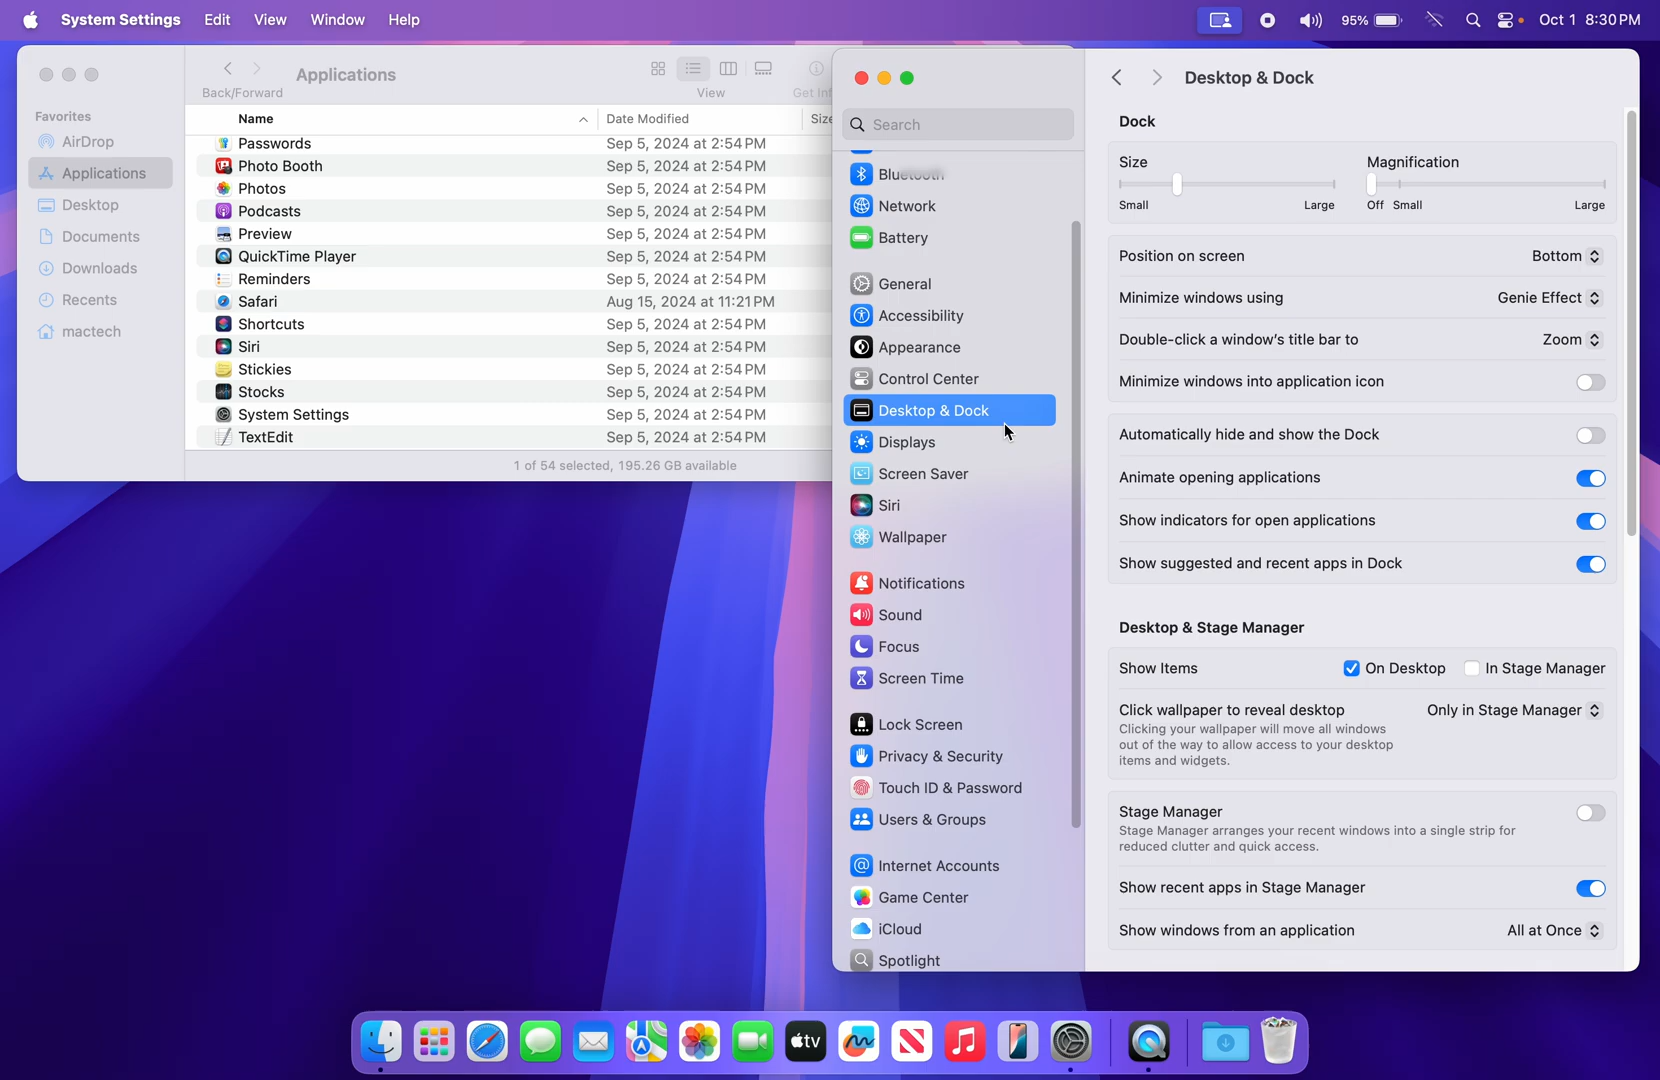 System Settings Edit View Window Help 95% Oct 1 8:30 PM
Applications
Back/Forward View
Favorites
AirDrop
Applications
Desktop
Documents
Downloads
Recents
mactech
Name Date Modified
Passwords Sep 5, 2024 at 2:54 PM
Photo Booth Sep 5, 2024 at 2:54 PM
Photos Sep 5, 2024 at 2:54 PM
Podcasts Sep 5, 2024 at 2:54 PM
Preview Sep 5, 2024 at 2:54 PM
QuickTime Player Sep 5, 2024 at 2:54 PM
Reminders Sep 5, 2024 at 2:54 PM
Safari Aug 15, 2024 at 11:21 PM
Shortcuts Sep 5, 2024 at 2:54 PM
Siri Sep 5, 2024 at 2:54 PM
Stickies Sep 5, 2024 at 2:54 PM
Stocks Sep 5, 2024 at 2:54 PM
System Settings Sep 5, 2024 at 2:54 PM
TextEdit Sep 5, 2024 at 2:54 PM
1 of 54 selected, 195.26 GB available
Search
Bluetooth
Network
Battery
General
Accessibility
Appearance
Control Center
Desktop & Dock
Displays
Screen Saver
Siri
Wallpaper
Notifications
Sound
Focus
Screen Time
Lock Screen
Privacy & Security
Touch ID & Password
Users & Groups
Internet Accounts
Game Center
iCloud
Spotlight
Desktop & Dock
Dock
Size Magnification
Small Large Off Small Large
Position on screen Bottom
Minimize windows using Genie Effect
Double-click a window's title bar to Zoom
Minimize windows into application icon
Automatically hide and show the Dock
Animate opening applications
Show indicators for open applications
Show suggested and recent apps in Dock
Desktop & Stage Manager
Show Items On Desktop In Stage Manager
Click wallpaper to reveal desktop Only in Stage Manager
Clicking your wallpaper will move all windows
out of the way to allow access to your desktop
items and widgets.
Stage Manager
Stage Manager arranges your recent windows into a single strip for
reduced clutter and quick access.
Show recent apps in Stage Manager
Show windows from an application All at Once
tv